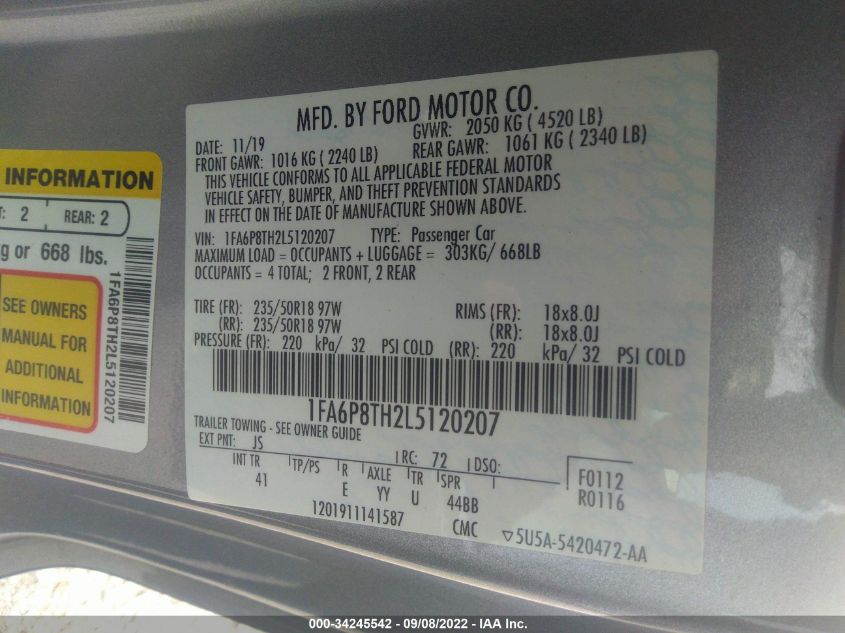 INFORMATION
T: 2 REAR: 2
kg or 668 lbs.
SEE OWNERS
MANUAL FOR
ADDITIONAL
INFORMATION
1FA6P8TH2L5120207
MFD. BY FORD MOTOR CO.
DATE: 11/19 GVWR: 2050 KG ( 4520 LB)
FRONT GAWR: 1016 KG ( 2240 LB) REAR GAWR: 1061 KG ( 2340 LB)
THIS VEHICLE CONFORMS TO ALL APPLICABLE FEDERAL MOTOR
VEHICLE SAFETY, BUMPER, AND THEFT PREVENTION STANDARDS
IN EFFECT ON THE DATE OF MANUFACTURE SHOWN ABOVE.
VIN: 1FA6P8TH2L5120207 TYPE: Passenger Car
MAXIMUM LOAD = OCCUPANTS + LUGGAGE = 303KG/ 668LB
OCCUPANTS = 4 TOTAL; 2 FRONT, 2 REAR
TIRE (FR): 235/50R18 97W RIMS (FR): 18x8.0J
(RR): 235/50R18 97W (RR): 18x8.0J
PRESSURE (FR): 220 kPa/ 32 PSI COLD (RR): 220 kPa/ 32 PSI COLD
1FA6P8TH2L5120207
TRAILER TOWING - SEE OWNER GUIDE
EXT PNT: JS RC: 72 DSO: F0112
INT TR TP/PS R AXLE TR SPR R0116
41 E YY U 44BB
1201911141587 CMC ▽5U5A-5420472-AA
000-34245542 - 09/08/2022 - IAA Inc.